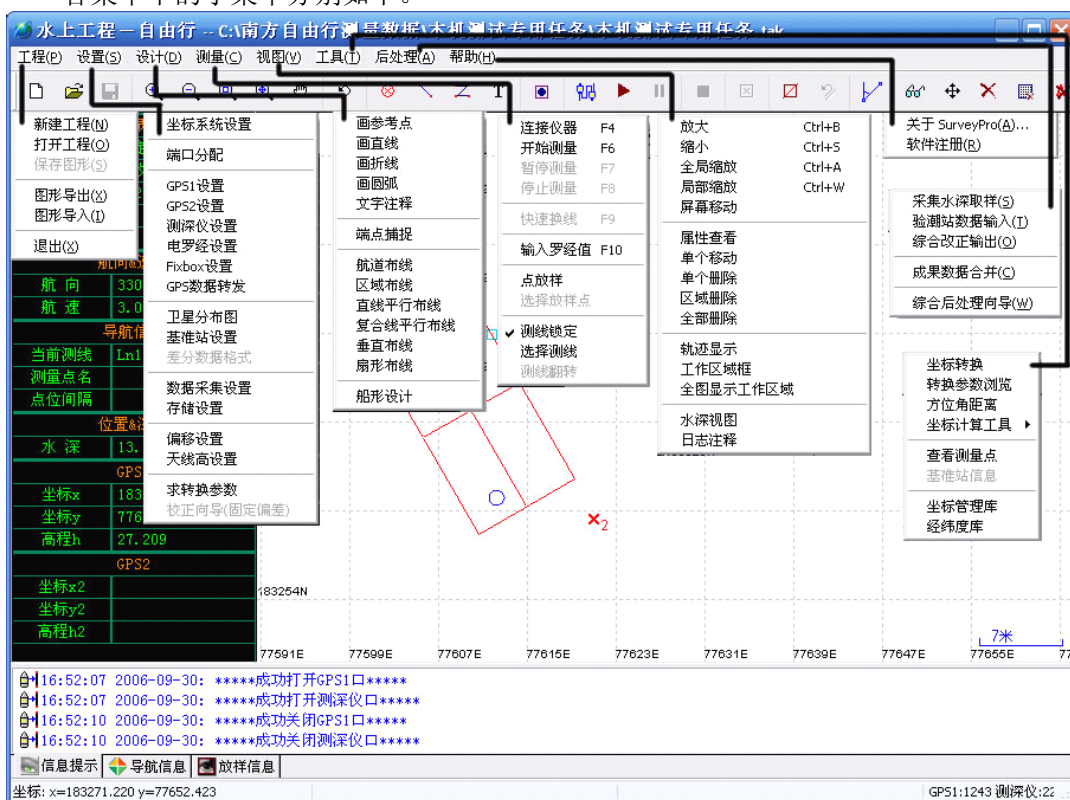 各菜单下的子菜单分别如下。
水上工程－自由行 -- C:\南方自由行测量数据\本机测试专用任务\本机测试专用任务.tsk
工程(P) 设置(S) 设计(D) 测量(C) 视图(V) 工具(T) 后处理(A) 帮助(H)
新建工程(N)
打开工程(O)
保存图形(S)
图形导出(X)
图形导入(I)
退出(X)
坐标系统设置
端口分配
GPS1设置
GPS2设置
测深仪设置
电罗经设置
Fixbox设置
GPS数据转发
卫星分布图
基准站设置
差分数据格式
数据采集设置
存储设置
偏移设置
天线高设置
求转换参数
校正向导(固定偏差)
画参考点
画直线
画折线
画圆弧
文字注释
端点捕捉
航道布线
区域布线
直线平行布线
复合线平行布线
垂直布线
扇形布线
船形设计
连接仪器 F4
开始测量 F6
暂停测量 F7
停止测量 F8
快速换线 F9
输入罗经值 F10
点放样
选择放样点
测线锁定
选择测线
测线翻转
放大 Ctrl+B
缩小 Ctrl+S
全局缩放 Ctrl+A
局部缩放 Ctrl+W
屏幕移动
属性查看
单个移动
单个删除
区域删除
全部删除
轨迹显示
工作区域框
全图显示工作区域
水深视图
日志注释
关于 SurveyPro(A)...
软件注册(R)
采集水深取样(S)
验潮站数据输入(T)
综合改正输出(O)
成果数据合并(C)
综合后处理向导(W)
坐标转换
转换参数浏览
方位角距离
坐标计算工具
查看测量点
基准站信息
坐标管理库
经纬度库
航向 330
航速 3.0
导航信
当前测线 Ln1
测量点名
点位间隔
位置&
水深 13.
GPS
坐标x 183
坐标y 776
高程h 27.209
GPS2
坐标x2
坐标y2
高程h2
2
183254N
7米
77591E 77599E 77607E 77615E 77623E 77631E 77639E 77647E 77655E 77
16:52:07 2006-09-30: *****成功打开GPS1口*****
16:52:07 2006-09-30: *****成功打开测深仪口*****
16:52:10 2006-09-30: *****成功关闭GPS1口*****
16:52:10 2006-09-30: *****成功关闭测深仪口*****
信息提示 导航信息 放样信息
坐标: x=183271.220 y=77652.423 GPS1:1243 测深仪:22